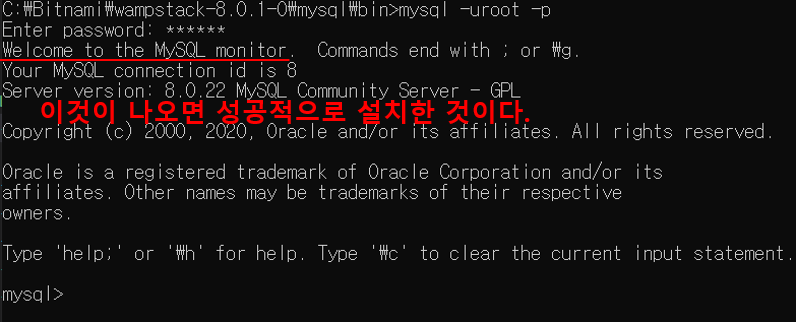 C:₩Bitnami₩wampstack-8.0.1-0₩mysql₩bin>mysql -uroot -p
Enter password: ******
Welcome to the MySQL monitor.  Commands end with ; or ₩g.
Your MySQL connection id is 8
Server version: 8.0.22 MySQL Community Server - GPL
이것이 나오면 성공적으로 설치한 것이다.
Copyright (c) 2000, 2020, Oracle and/or its affiliates. All rights reserved.
Oracle is a registered trademark of Oracle Corporation and/or its
affiliates. Other names may be trademarks of their respective
owners.
Type 'help;' or '₩h' for help. Type '₩c' to clear the current input statement.
mysql>